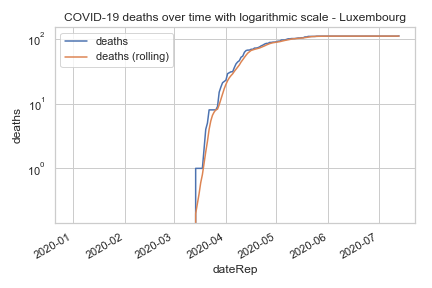 COVID-19 deaths over time with logarithmic scale - Luxembourg
deaths
deaths (rolling)
10²
10¹
10⁰
deaths
2020-01
2020-02
2020-03
2020-04
2020-05
2020-06
2020-07
dateRep